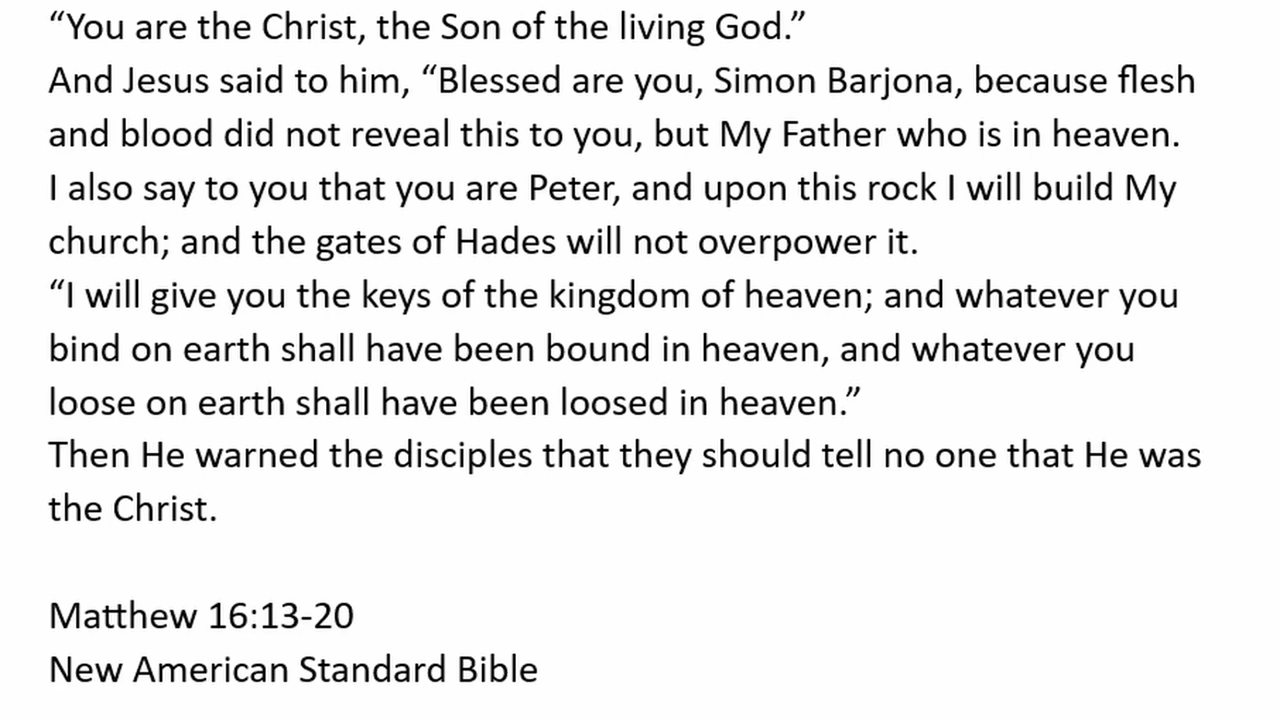 “You are the Christ, the Son of the living God.”
And Jesus said to him, “Blessed are you, Simon Barjona, because flesh
and blood did not reveal this to you, but My Father who is in heaven.
I also say to you that you are Peter, and upon this rock I will build My
church; and the gates of Hades will not overpower it.
“I will give you the keys of the kingdom of heaven; and whatever you
bind on earth shall have been bound in heaven, and whatever you
loose on earth shall have been loosed in heaven.”
Then He warned the disciples that they should tell no one that He was
the Christ.
Matthew 16:13-20
New American Standard Bible